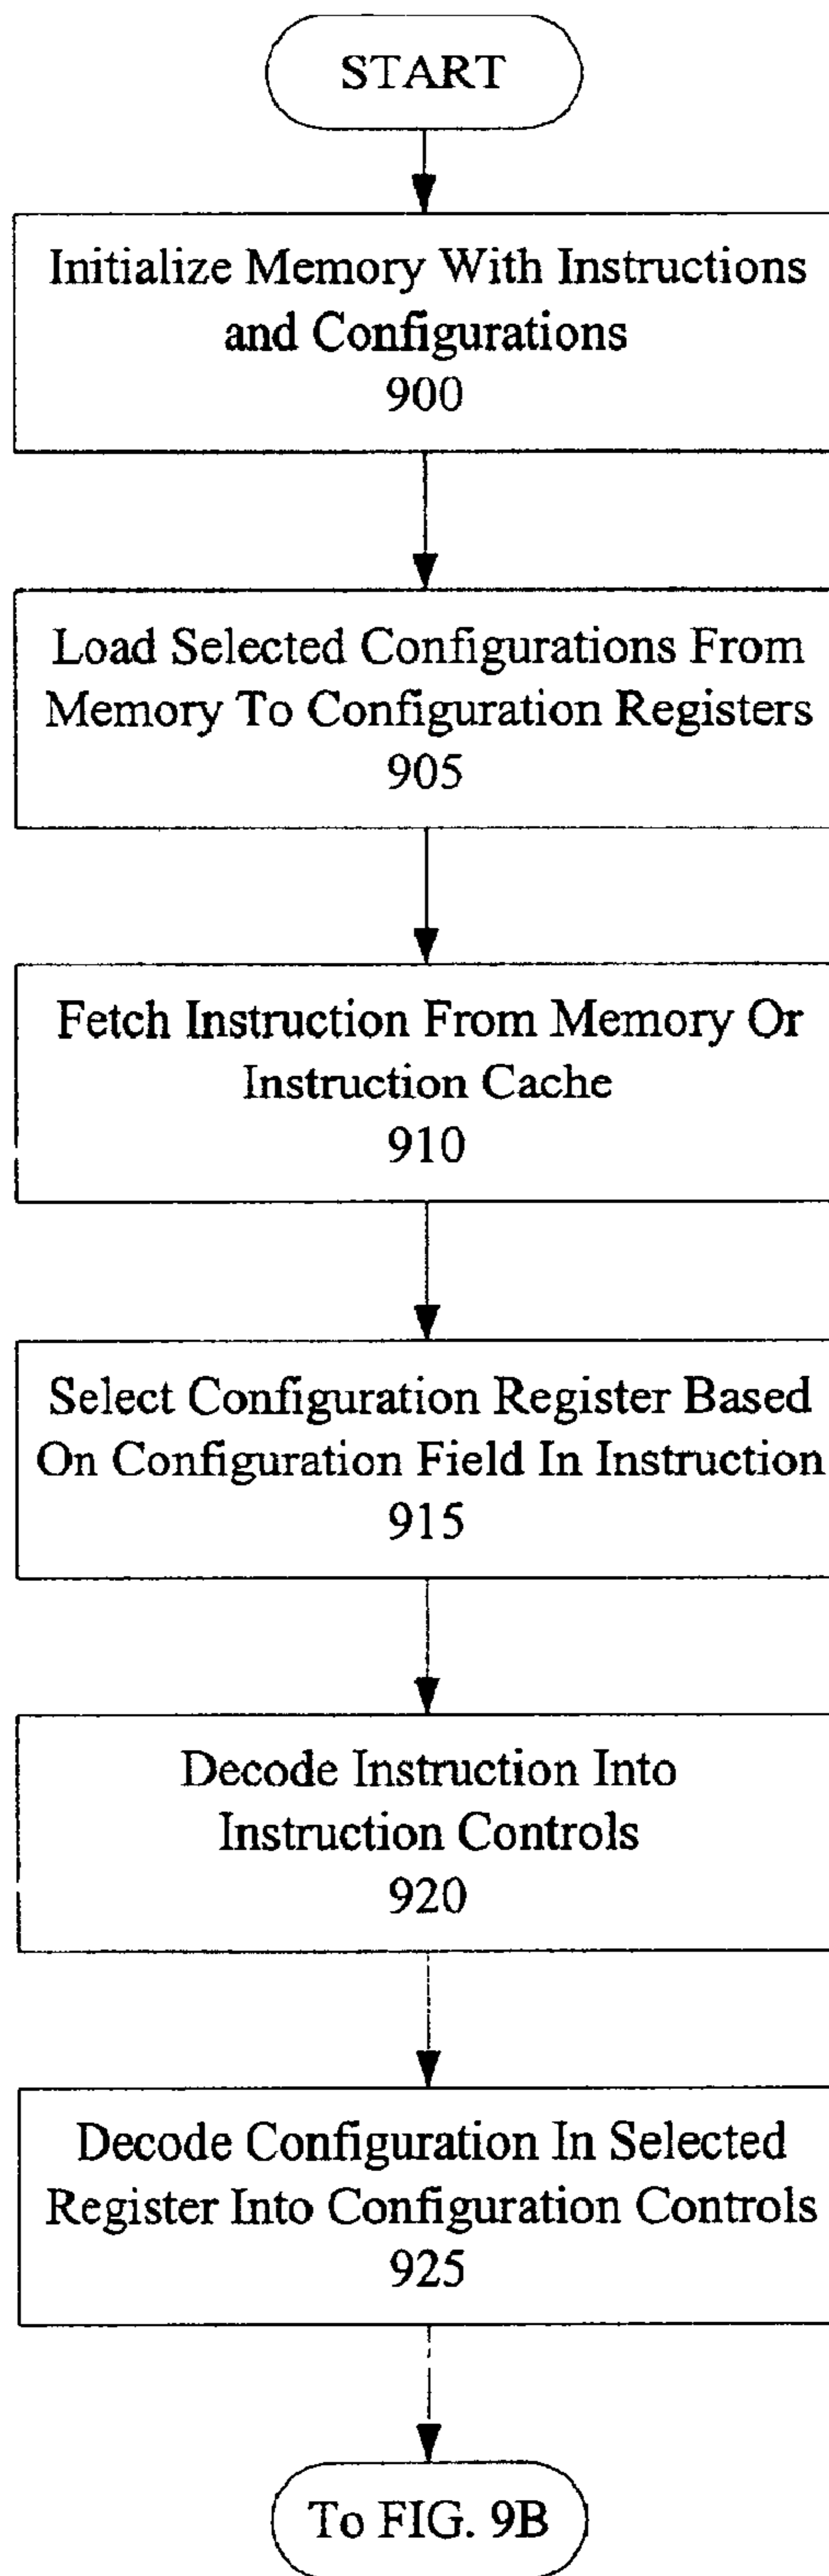 START
Initialize Memory With Instructions
and Configurations
900
Load Selected Configurations From
Memory To Configuration Registers
905
Fetch Instruction From Memory Or
Instruction Cache
910
Select Configuration Register Based
On Configuration Field In Instruction
915
Decode Instruction Into
Instruction Controls
920
Decode Configuration In Selected
Register Into Configuration Controls
925
To FIG. 9B